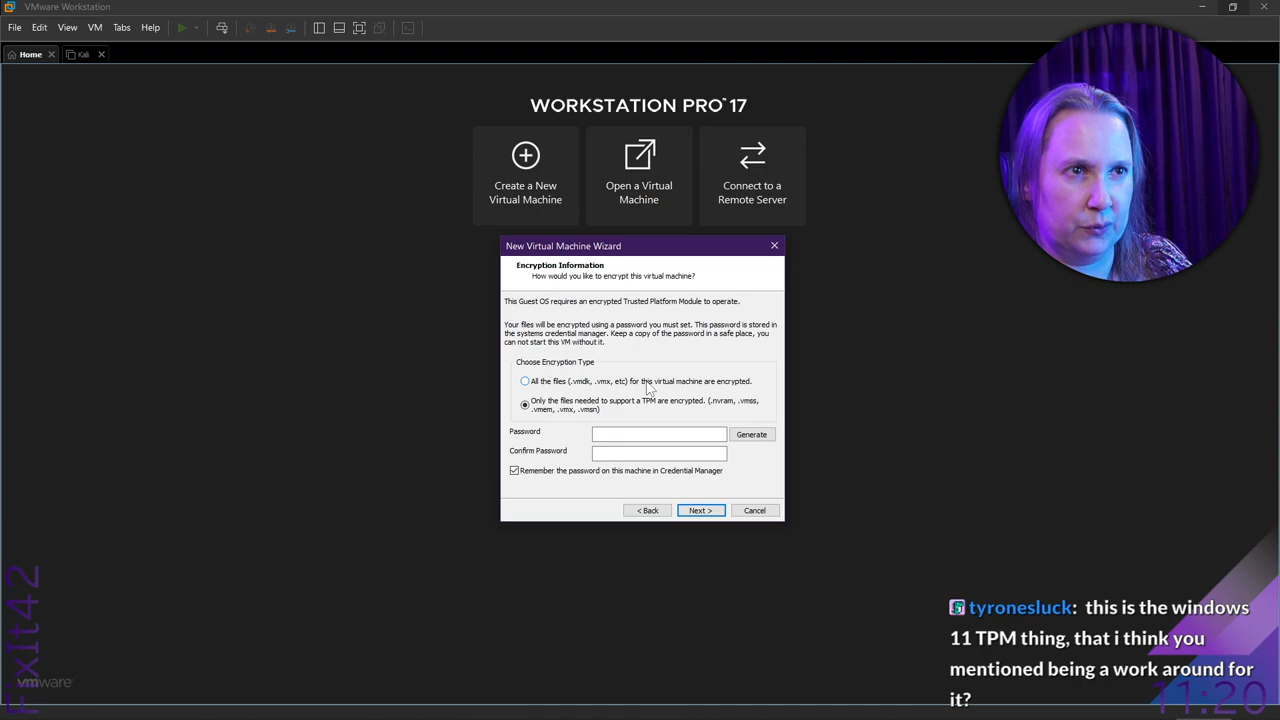 VMware Workstation
File Edit View VM Tabs Help
Home Kali
WORKSTATION PRO™ 17
Create a New
Virtual Machine
Open a Virtual
Machine
Connect to a
Remote Server
New Virtual Machine Wizard
Encryption Information
How would you like to encrypt this virtual machine?
This Guest OS requires an encrypted Trusted Platform Module to operate.
Your files will be encrypted using a password you must set. This password is stored in
the systems credential manager. Keep a copy of the password in a safe place, you
can not start this VM without it.
Choose Encryption Type
All the files (.vmdk, .vmx, etc) for this virtual machine are encrypted.
Only the files needed to support a TPM are encrypted. (.nvram, .vmss,
.vmem, .vmx, .vmsn)
Password
Generate
Confirm Password
Remember the password on this machine in Credential Manager
< Back Next > Cancel
tyronesluck: this is the windows
11 TPM thing, that i think you
mentioned being a work around for
it?
FixIt42
vmware
11:20